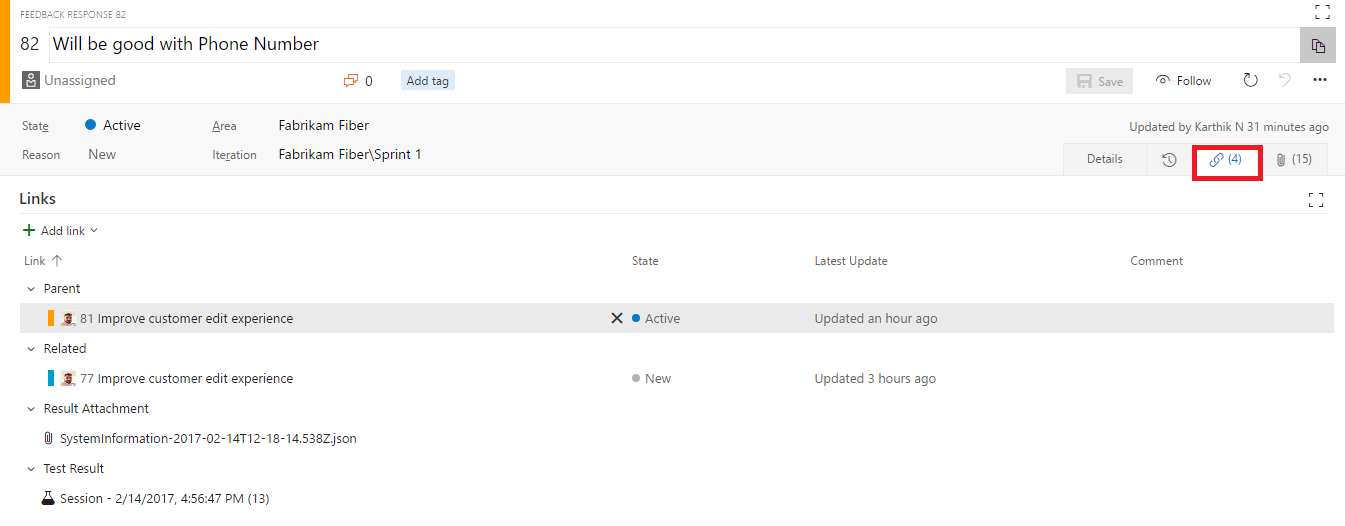 FEEDBACK RESPONSE 82
82 Will be good with Phone Number
Unassigned 0 Add tag Save Follow
State Active Area Fabrikam Fiber Updated by Karthik N 31 minutes ago
Reason New Iteration Fabrikam Fiber\Sprint 1 Details (4) (15)
Links
Add link
Link State Latest Update Comment
Parent
81 Improve customer edit experience Active Updated an hour ago
Related
77 Improve customer edit experience New Updated 3 hours ago
Result Attachment
SystemInformation-2017-02-14T12-18-14.538Z.json
Test Result
Session - 2/14/2017, 4:56:47 PM (13)